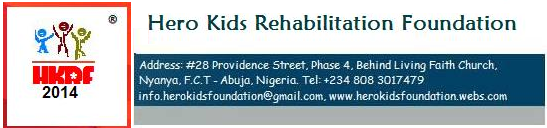 ®
HKRF
2014
Hero Kids Rehabilitation Foundation
Address: #28 Providence Street, Phase 4, Behind Living Faith Church,
Nyanya, F.C.T - Abuja, Nigeria. Tel: +234 808 3017479
info.herokidsfoundation@gmail.com, www.herokidsfoundation.webs.com